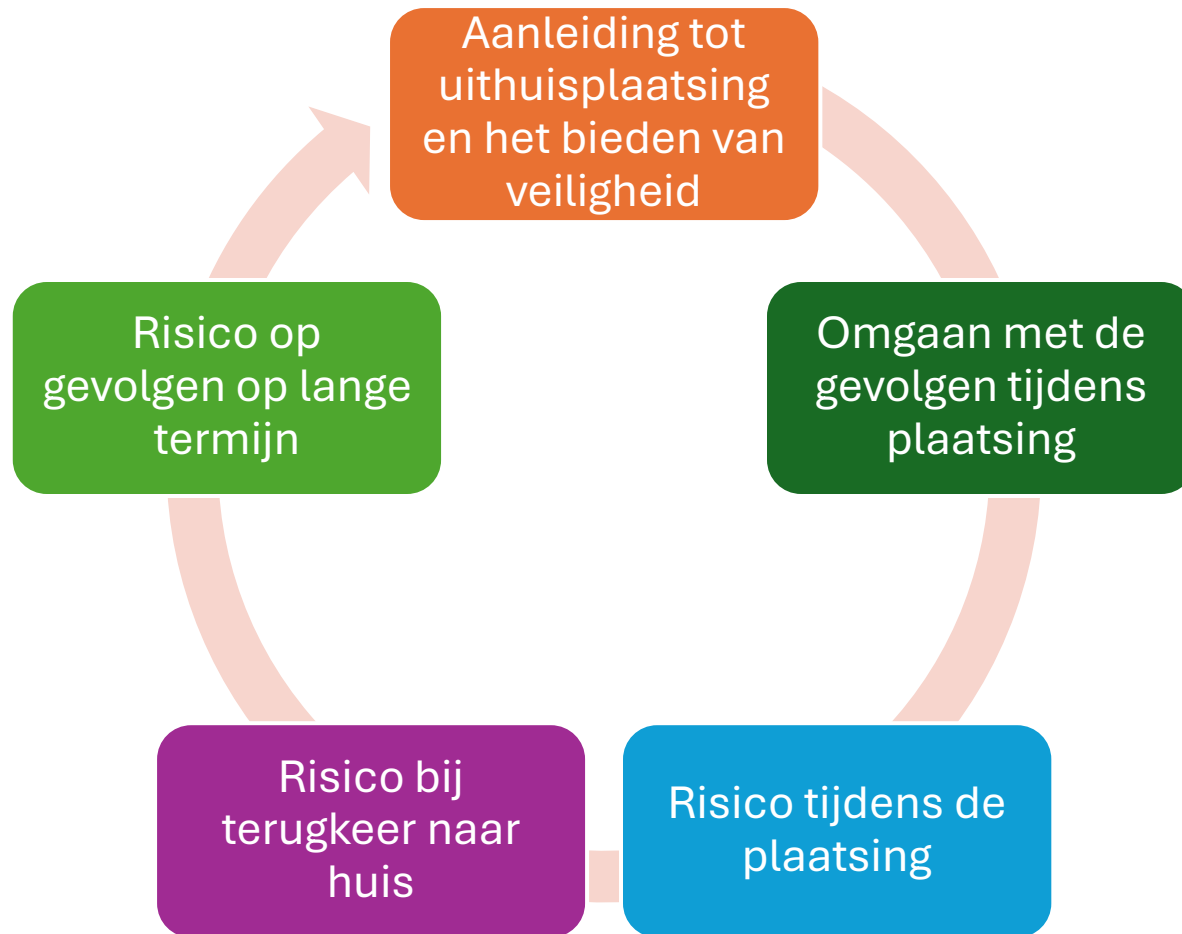 Aanleiding tot
uithuisplaatsing
en het bieden van
veiligheid
Omgaan met de
gevolgen tijdens
plaatsing
Risico tijdens de
plaatsing
Risico bij
terugkeer naar
huis
Risico op
gevolgen op lange
termijn